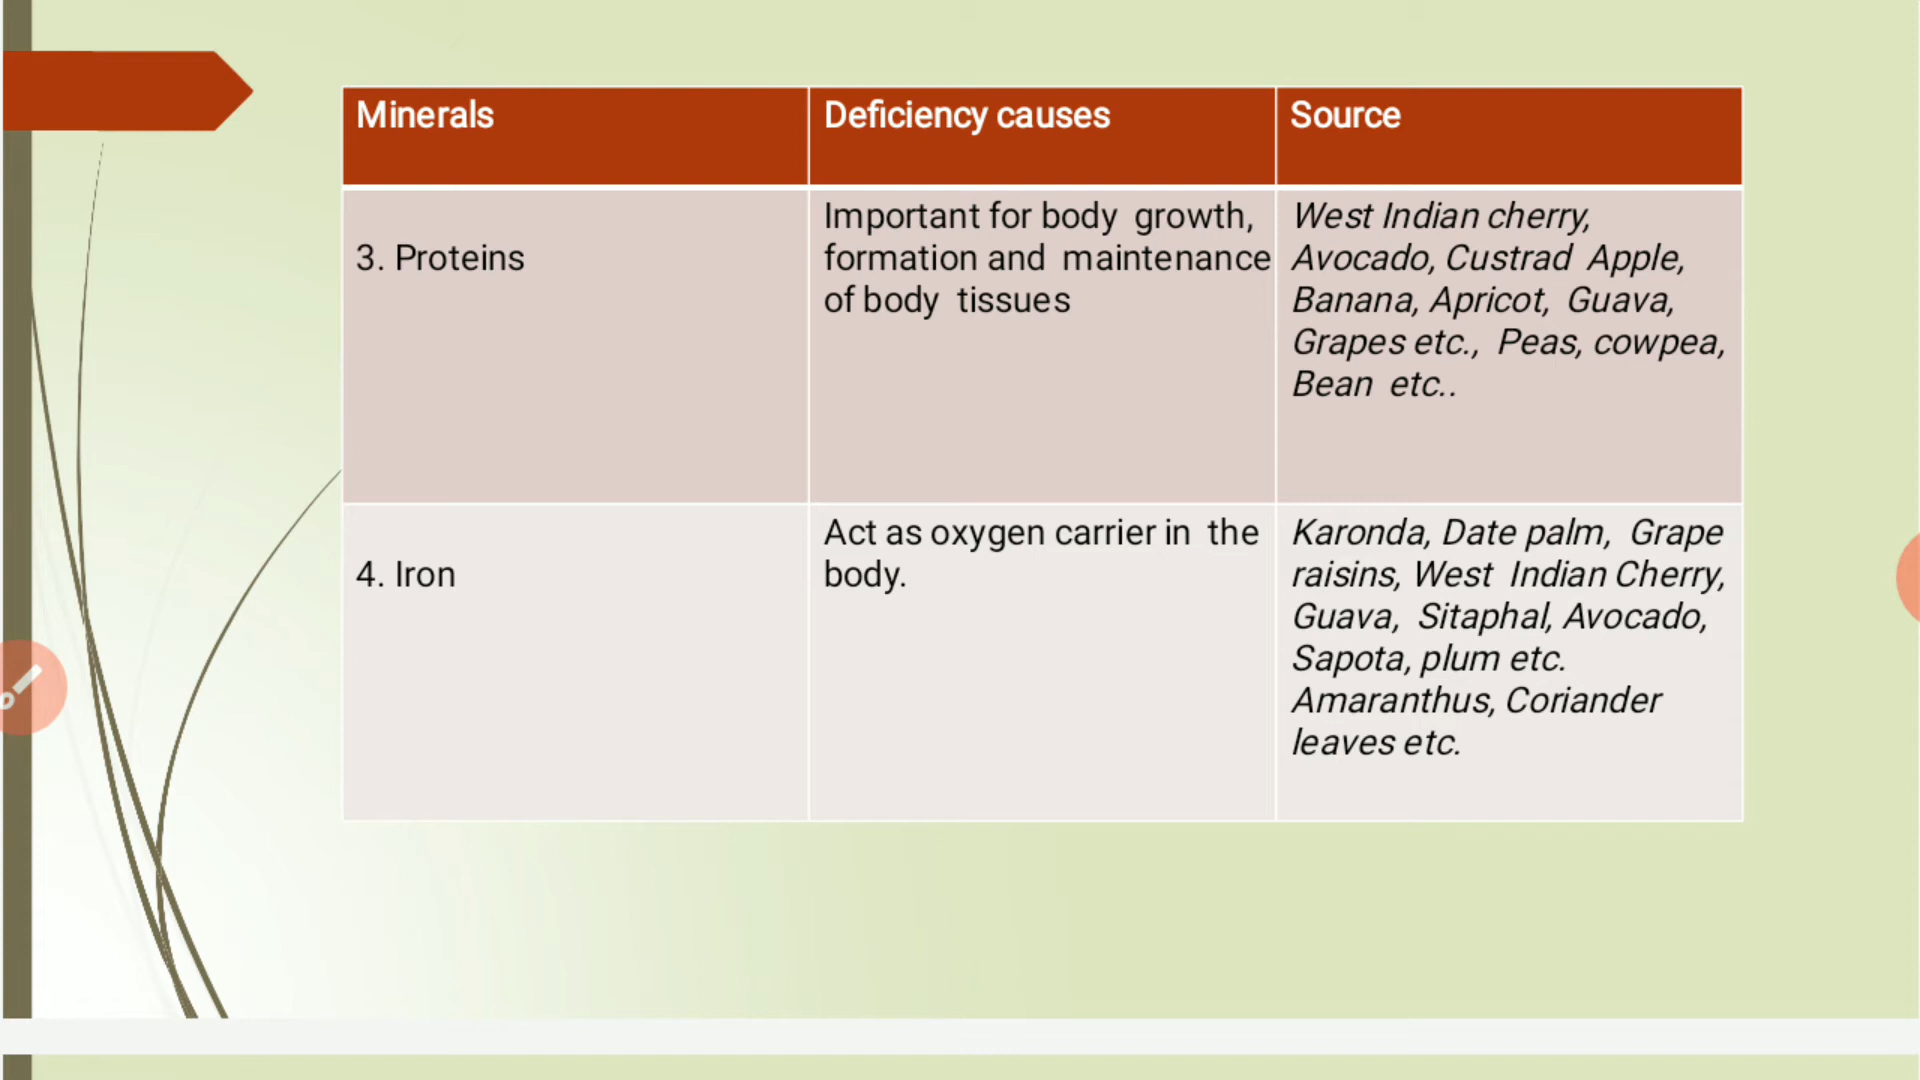 Minerals
Deficiency causes
Source
3. Proteins
Important for body growth,
formation and maintenance
of body tissues
West Indian cherry,
Avocado, Custrad Apple,
Banana, Apricot, Guava,
Grapes etc., Peas, cowpea,
Bean etc..
4. Iron
Act as oxygen carrier in the
body.
Karonda, Date palm, Grape
raisins, West Indian Cherry,
Guava, Sitaphal, Avocado,
Sapota, plum etc.
Amaranthus, Coriander
leaves etc.